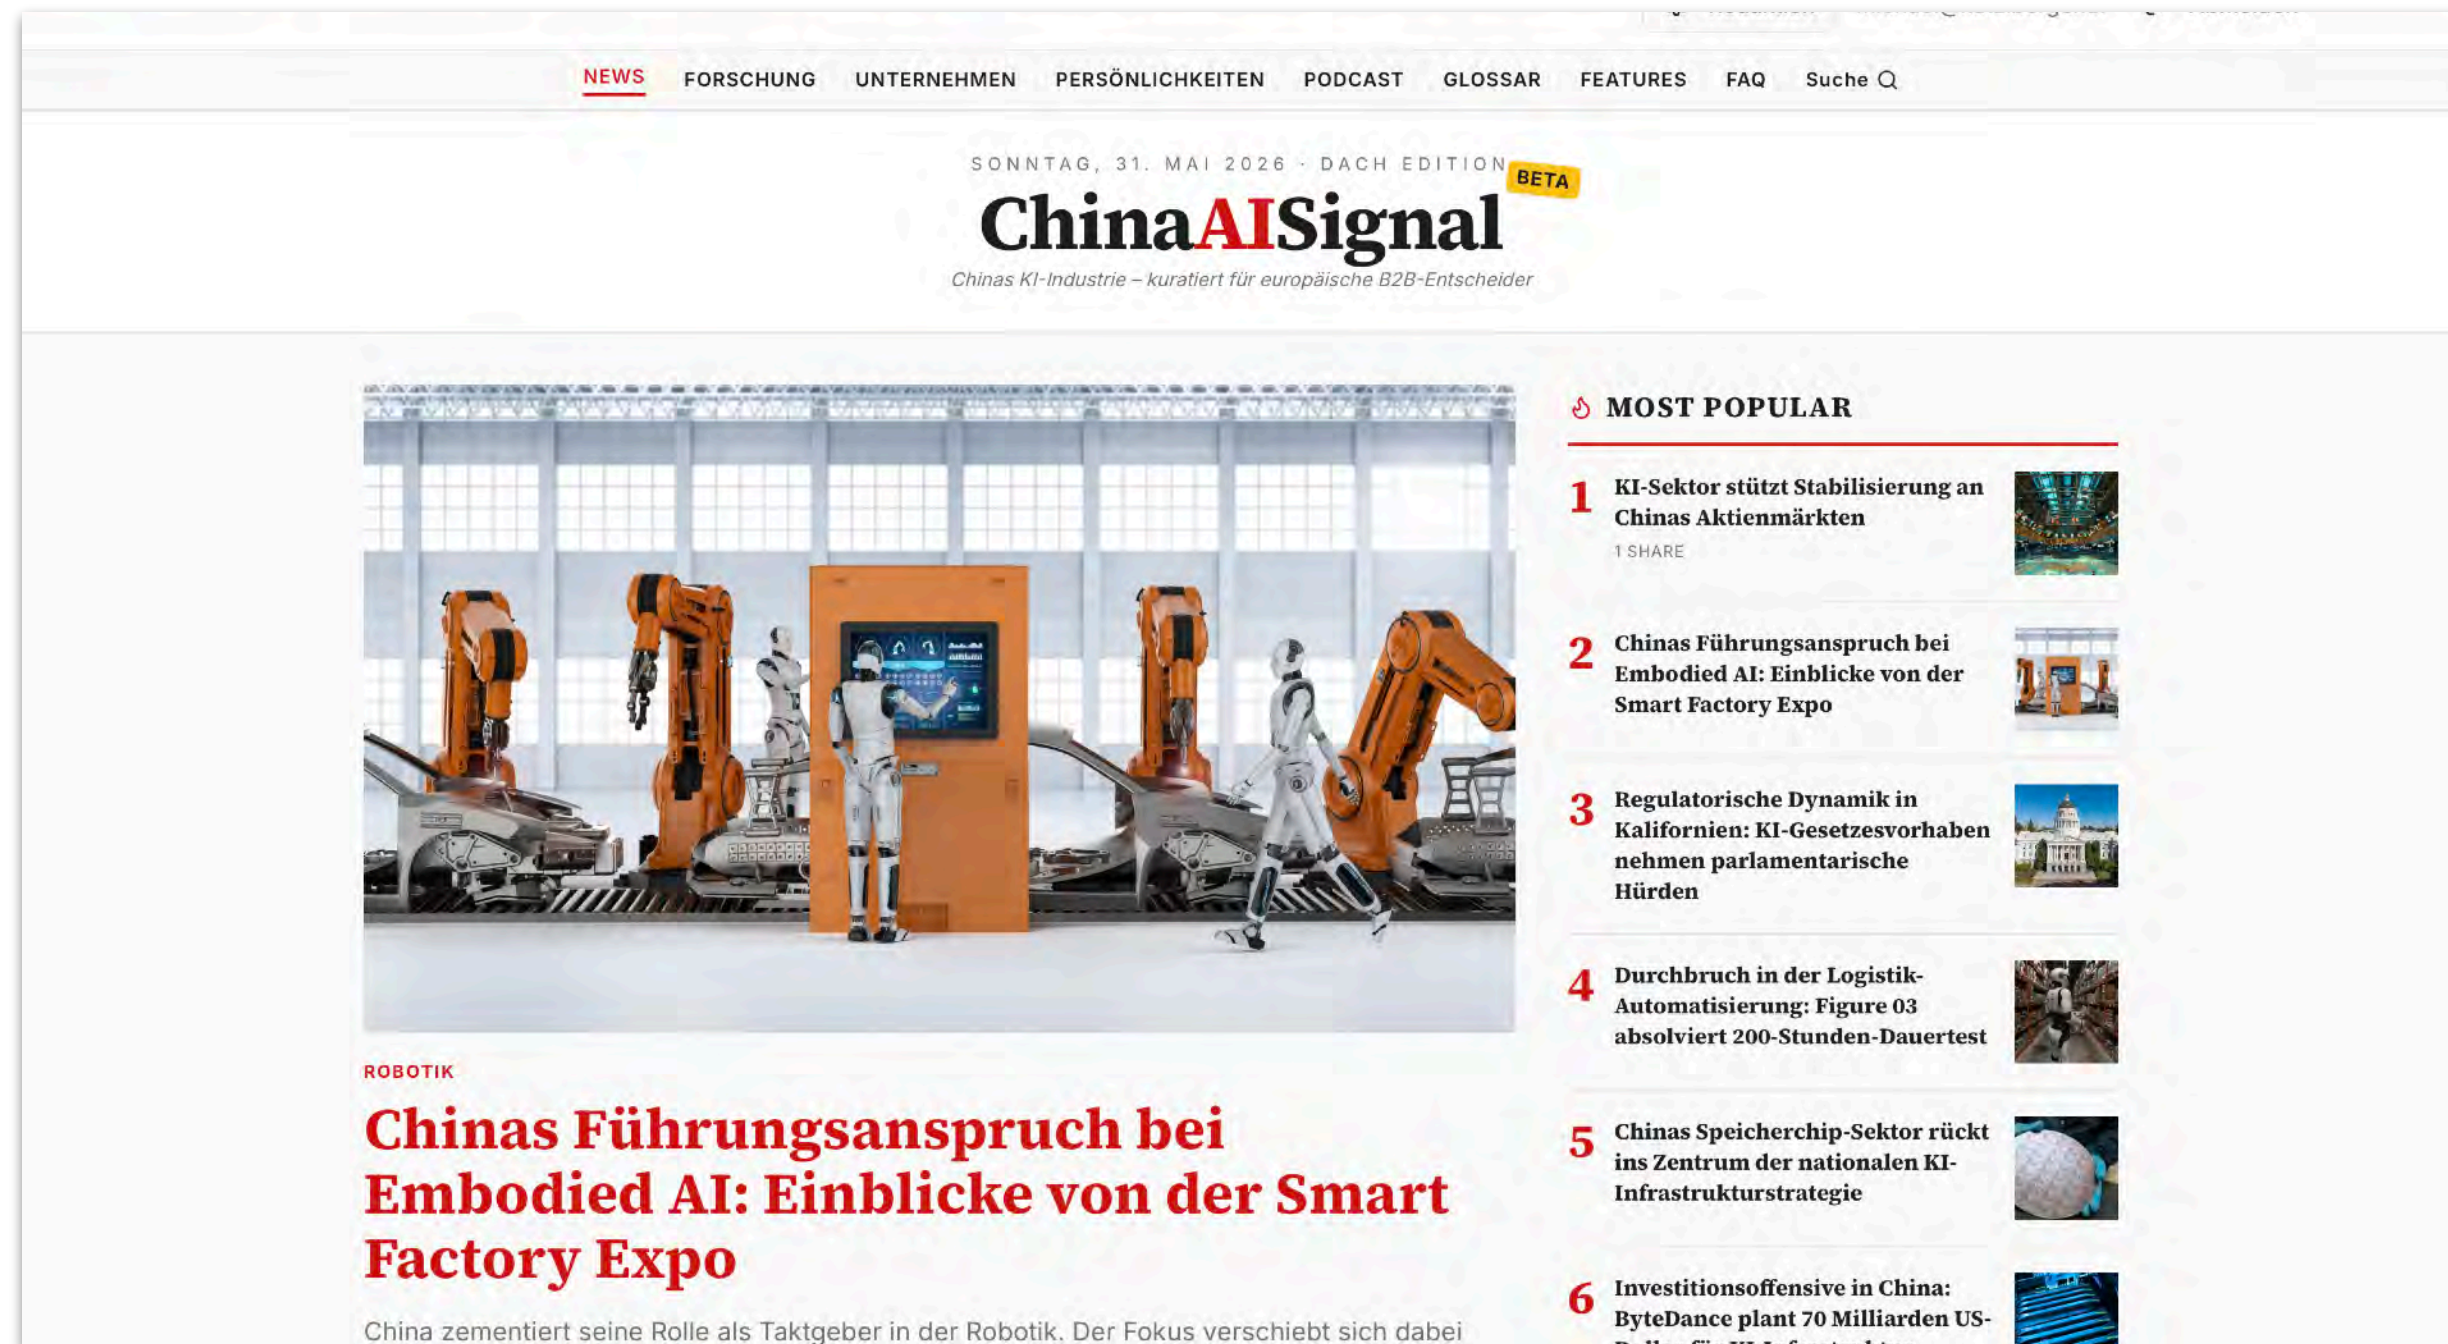 NEWS FORSCHUNG UNTERNEHMEN PERSÖNLICHKEITEN PODCAST GLOSSAR FEATURES FAQ Suche
SONNTAG, 31. MAI 2026 · DACH EDITION
BETA
ChinaAISignal
Chinas KI-Industrie – kuratiert für europäische B2B-Entscheider
ROBOTIK
Chinas Führungsanspruch bei
Embodied AI: Einblicke von der Smart
Factory Expo
China zementiert seine Rolle als Taktgeber in der Robotik. Der Fokus verschiebt sich dabei
MOST POPULAR
1
KI-Sektor stützt Stabilisierung an
Chinas Aktienmärkten
1 SHARE
2
Chinas Führungsanspruch bei
Embodied AI: Einblicke von der
Smart Factory Expo
3
Regulatorische Dynamik in
Kalifornien: KI-Gesetzesvorhaben
nehmen parlamentarische
Hürden
4
Durchbruch in der Logistik-
Automatisierung: Figure 03
absolviert 200-Stunden-Dauertest
5
Chinas Speicherchip-Sektor rückt
ins Zentrum der nationalen KI-
Infrastrukturstrategie
6
Investitionsoffensive in China:
ByteDance plant 70 Milliarden US-